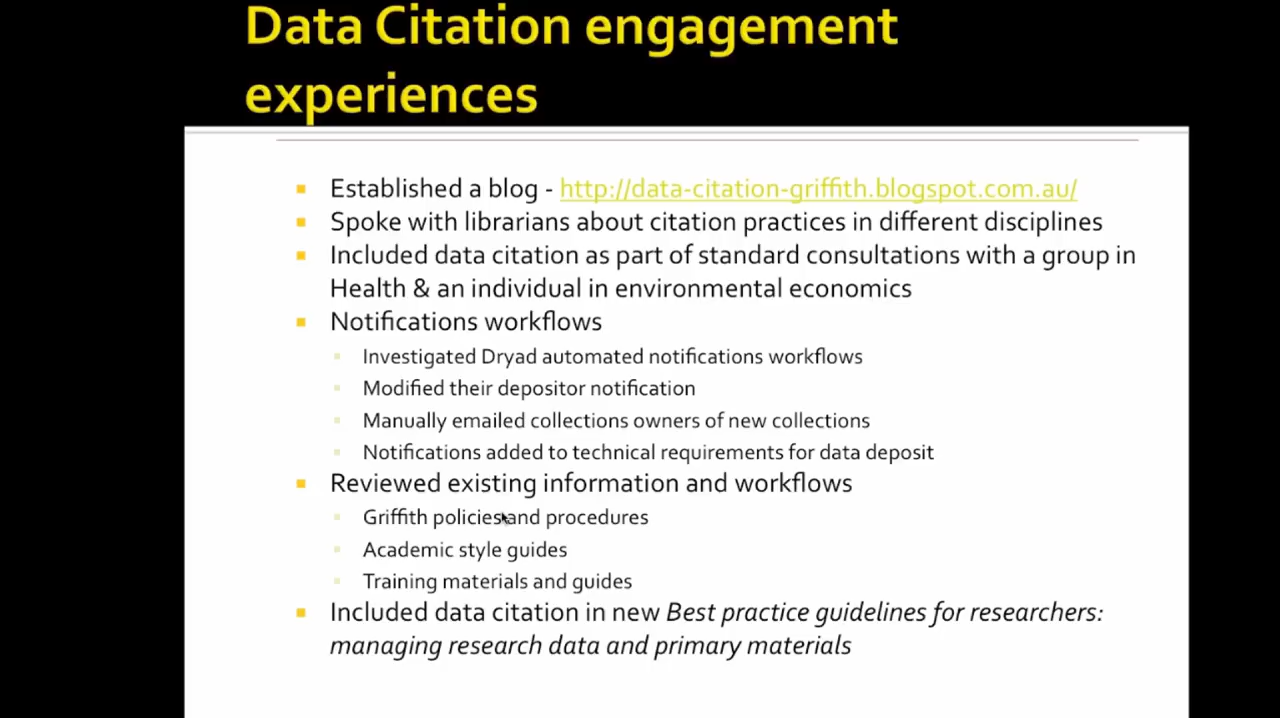 Data Citation engagement
experiences
Established a blog - http://data-citation-griffith.blogspot.com.au/
Spoke with librarians about citation practices in different disciplines
Included data citation as part of standard consultations with a group in
Health & an individual in environmental economics
Notifications workflows
Investigated Dryad automated notifications workflows
Modified their depositor notification
Manually emailed collections owners of new collections
Notifications added to technical requirements for data deposit
Reviewed existing information and workflows
Griffith policies and procedures
Academic style guides
Training materials and guides
Included data citation in new Best practice guidelines for researchers:
managing research data and primary materials